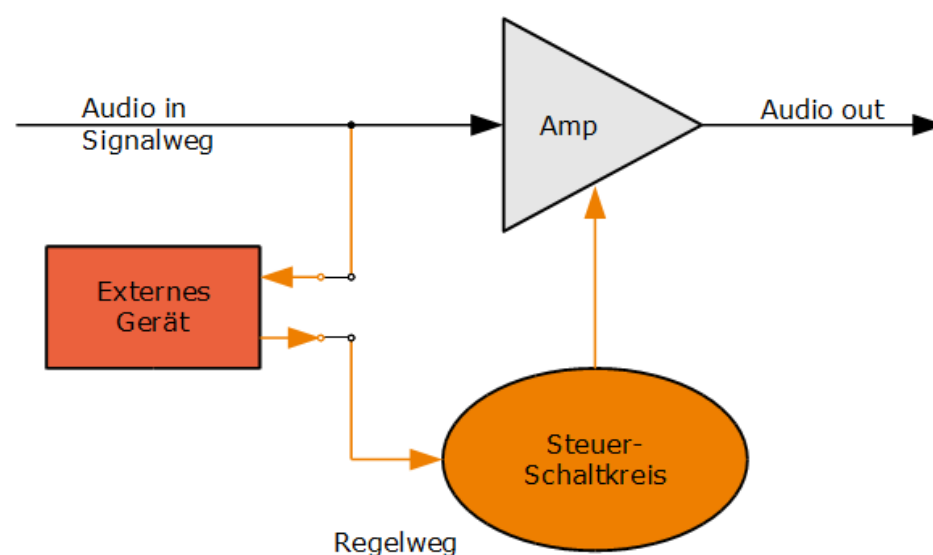 Audio in
Signalweg
Amp
Audio out
Externes
Gerät
Steuer-
Schaltkreis
Regelweg